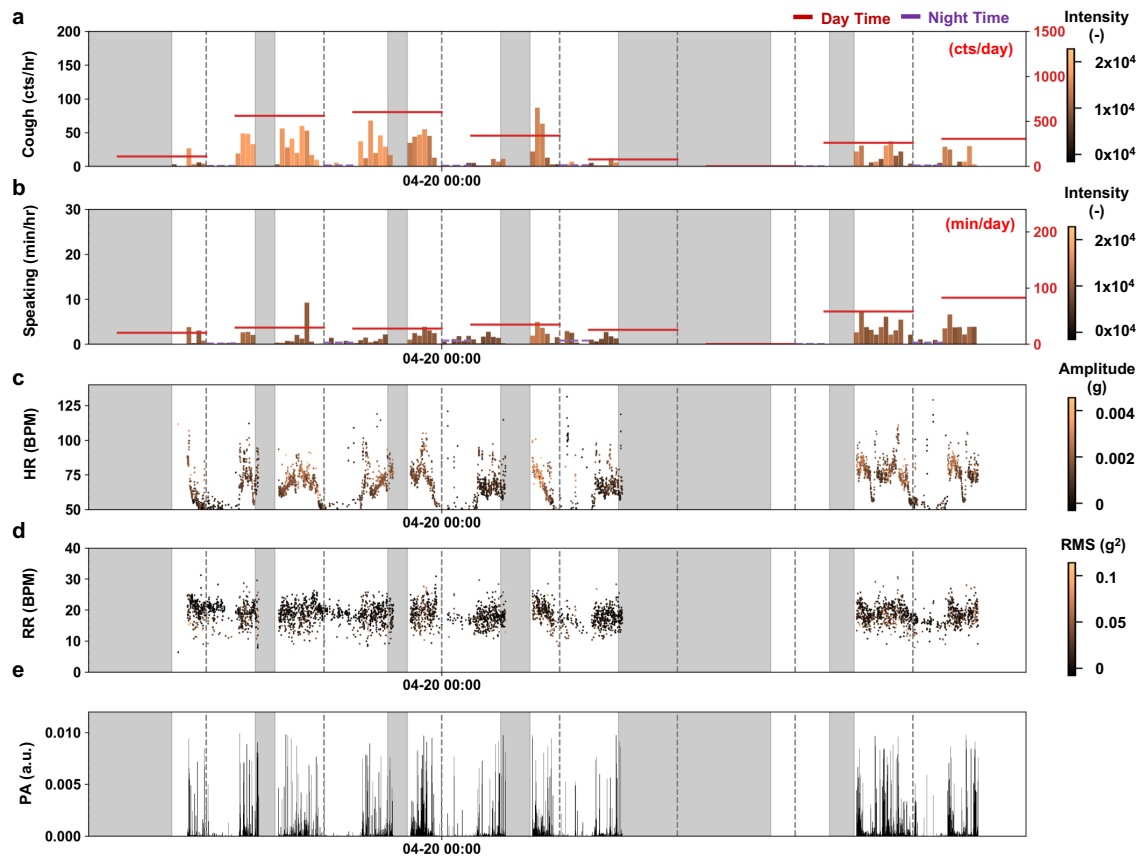 a
Day Time
Night Time
Intensity
(-)
200
150
100
50
0
Cough (cts/hr)
(cts/day)
1500
1000
500
0
2x10⁴
1x10⁴
0x10⁴
04-20 00:00
b
Intensity
(-)
30
20
10
0
Speaking (min/hr)
(min/day)
200
100
0
2x10⁴
1x10⁴
0x10⁴
04-20 00:00
c
Amplitude
(g)
125
100
75
50
HR (BPM)
0.004
0.002
0
04-20 00:00
d
RMS (g²)
40
30
20
10
0
RR (BPM)
0.1
0.05
0
04-20 00:00
e
0.010
0.005
0.000
PA (a.u.)
04-20 00:00